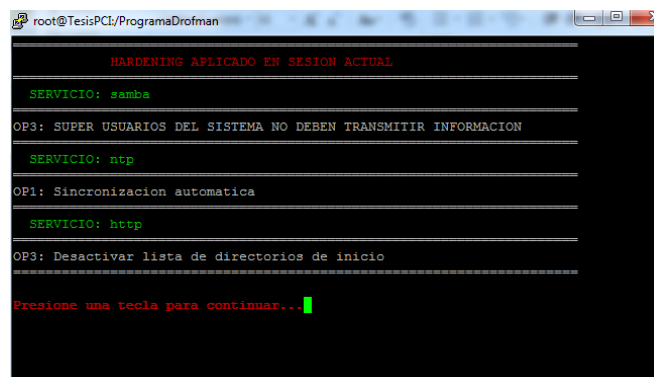 root@TesisPCI:/ProgramaDrofman
HARDENING APLICADO EN SESION ACTUAL
SERVICIO: samba
OP3: SUPER USUARIOS DEL SISTEMA NO DEBEN TRANSMITIR INFORMACION
SERVICIO: ntp
OP1: Sincronizacion automatica
SERVICIO: http
OP3: Desactivar lista de directorios de inicio
Presione una tecla para continuar...